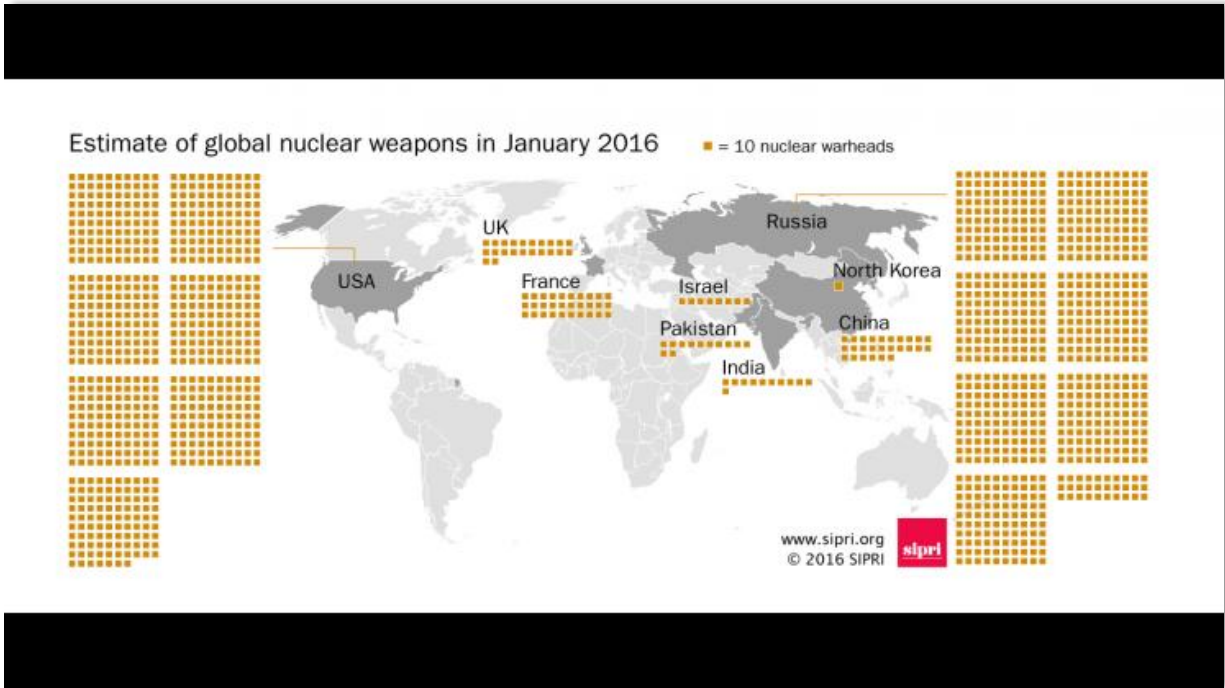 Estimate of global nuclear weapons in January 2016
= 10 nuclear warheads
UK
Russia
USA
France
Israel
North Korea
Pakistan
China
India
www.sipri.org
© 2016 SIPRI
sipri